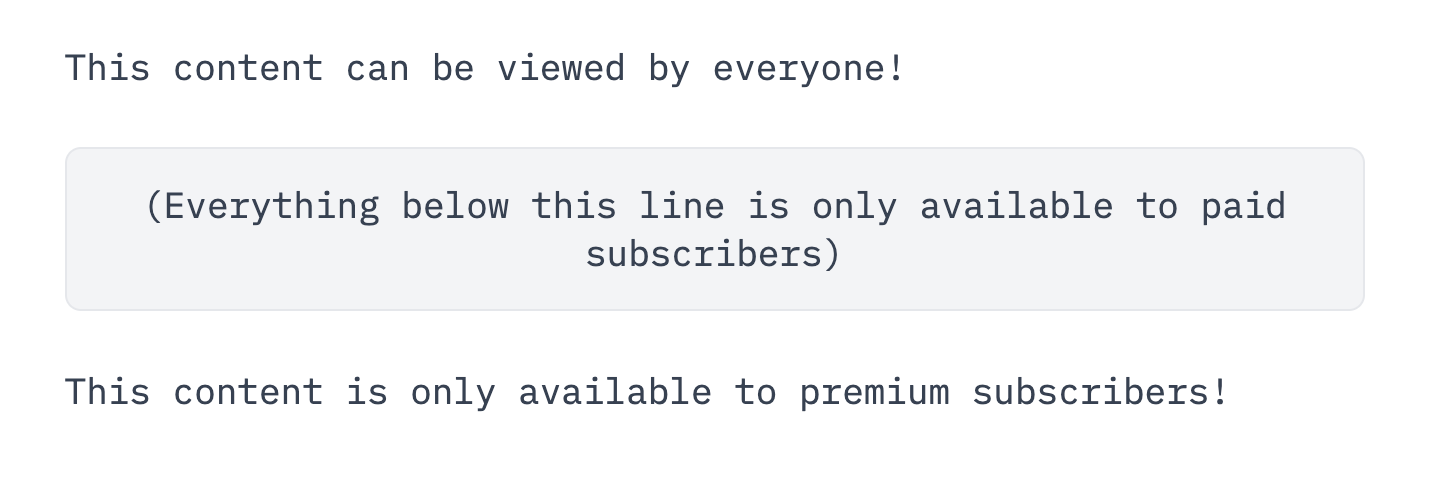 This content can be viewed by everyone!
(Everything below this line is only available to paid
subscribers)
This content is only available to premium subscribers!